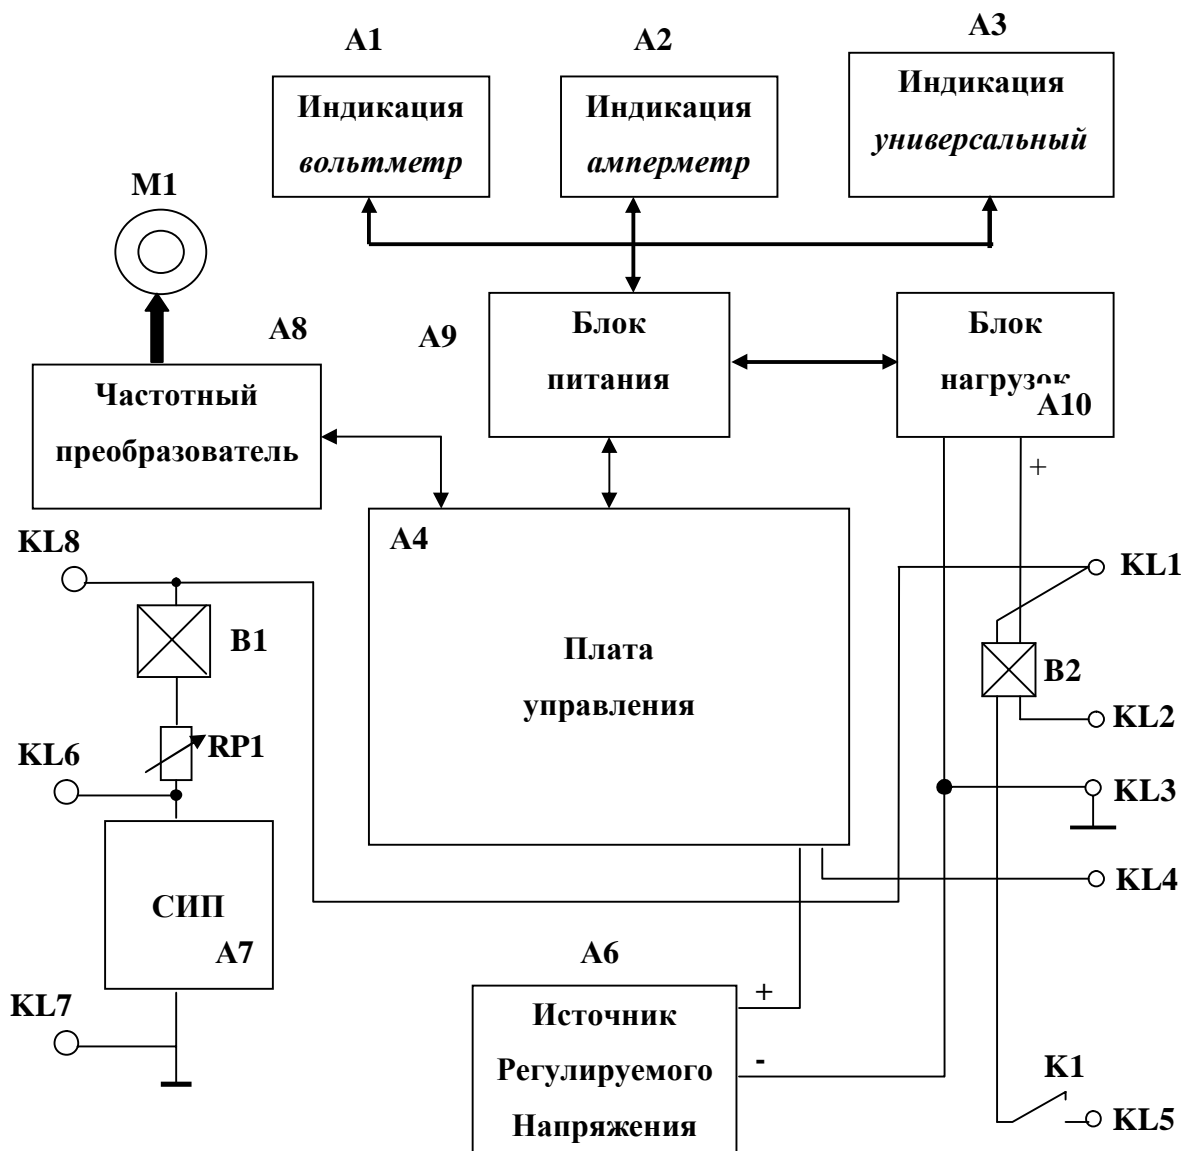 A1
A2
A3
Индикация
вольтметр
Индикация
амперметр
Индикация
универсальный
M1
A8
A9
Блок
питания
Блок
нагрузок
A10
Частотный
преобразователь
+
A4
KL8
KL1
B1
Плата
управления
B2
KL2
KL6
RP1
KL3
KL4
СИП
A7
A6
KL7
+
Источник
Регулируемого
Напряжения
-
K1
KL5